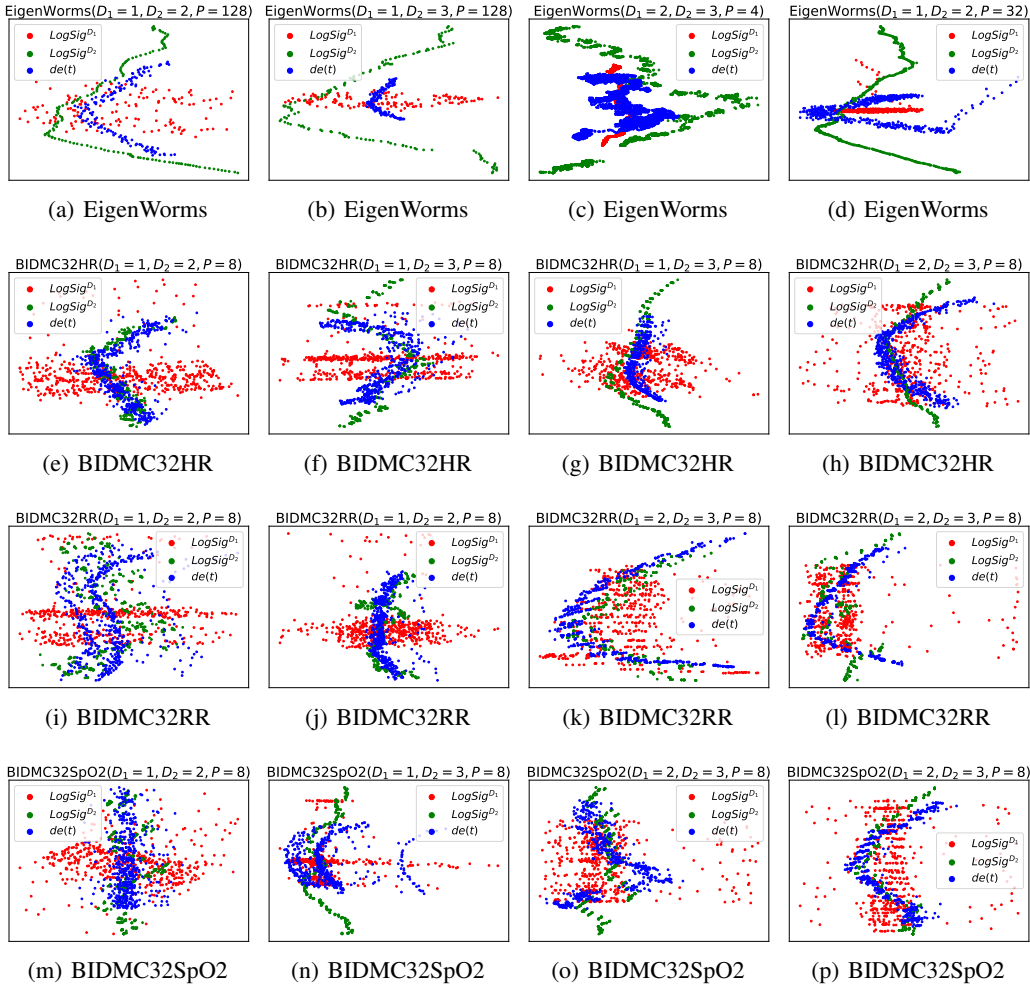 EigenWorms(D₁ = 1, D₂ = 2, P = 128)
LogSig^{D₁}
LogSig^{D₂}
de(t)
(a) EigenWorms
EigenWorms(D₁ = 1, D₂ = 3, P = 128)
LogSig^{D₁}
LogSig^{D₂}
de(t)
(b) EigenWorms
EigenWorms(D₁ = 2, D₂ = 3, P = 4)
LogSig^{D₁}
LogSig^{D₂}
de(t)
(c) EigenWorms
EigenWorms(D₁ = 1, D₂ = 2, P = 32)
LogSig^{D₁}
LogSig^{D₂}
de(t)
(d) EigenWorms
BIDMC32HR(D₁ = 1, D₂ = 2, P = 8)
LogSig^{D₁}
LogSig^{D₂}
de(t)
(e) BIDMC32HR
BIDMC32HR(D₁ = 1, D₂ = 3, P = 8)
LogSig^{D₁}
LogSig^{D₂}
de(t)
(f) BIDMC32HR
BIDMC32HR(D₁ = 1, D₂ = 3, P = 8)
LogSig^{D₁}
LogSig^{D₂}
de(t)
(g) BIDMC32HR
BIDMC32HR(D₁ = 2, D₂ = 3, P = 8)
LogSig^{D₁}
LogSig^{D₂}
de(t)
(h) BIDMC32HR
BIDMC32RR(D₁ = 1, D₂ = 2, P = 8)
LogSig^{D₁}
LogSig^{D₂}
de(t)
(i) BIDMC32RR
BIDMC32RR(D₁ = 1, D₂ = 2, P = 8)
LogSig^{D₁}
LogSig^{D₂}
de(t)
(j) BIDMC32RR
BIDMC32RR(D₁ = 2, D₂ = 3, P = 8)
LogSig^{D₁}
LogSig^{D₂}
de(t)
(k) BIDMC32RR
BIDMC32RR(D₁ = 2, D₂ = 3, P = 8)
LogSig^{D₁}
LogSig^{D₂}
de(t)
(l) BIDMC32RR
BIDMC32SpO2(D₁ = 1, D₂ = 2, P = 8)
LogSig^{D₁}
LogSig^{D₂}
de(t)
(m) BIDMC32SpO2
BIDMC32SpO2(D₁ = 1, D₂ = 3, P = 8)
LogSig^{D₁}
LogSig^{D₂}
de(t)
(n) BIDMC32SpO2
BIDMC32SpO2(D₁ = 2, D₂ = 3, P = 8)
LogSig^{D₁}
LogSig^{D₂}
de(t)
(o) BIDMC32SpO2
BIDMC32SpO2(D₁ = 2, D₂ = 3, P = 8)
LogSig^{D₁}
LogSig^{D₂}
de(t)
(p) BIDMC32SpO2